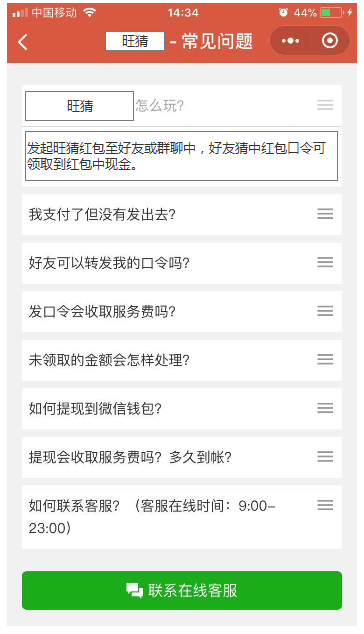 中国移动 14:34 44%
旺猜 - 常见问题
旺猜 怎么玩?
发起旺猜红包至好友或群聊中，好友猜中红包口令可
领取到红包中现金。
我支付了但没有发出去?
好友可以转发我的口令吗?
发口令会收取服务费吗?
未领取的金额会怎样处理?
如何提现到微信钱包?
提现会收取服务费吗? 多久到帐?
如何联系客服? （客服在线时间：9:00-
23:00）
联系在线客服